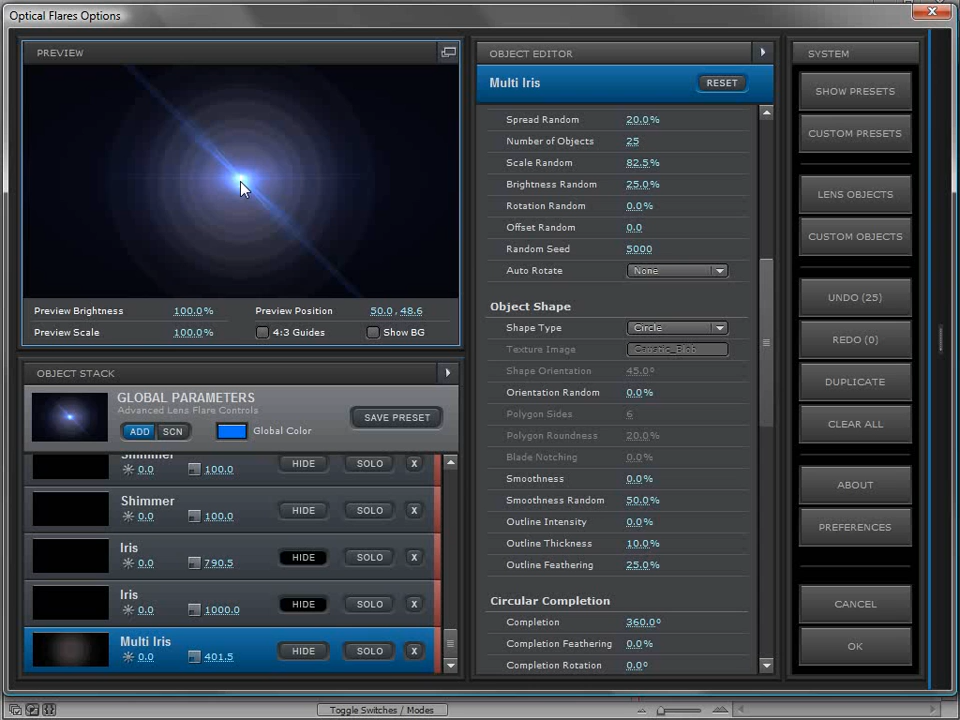 Optical Flares Options
PREVIEW
Preview Brightness 100.0% Preview Position 50.0 , 48.6
Preview Scale 100.0% 4:3 Guides Show BG
OBJECT STACK
GLOBAL PARAMETERS
Advanced Lens Flare Controls
ADD SCN Global Color
SAVE PRESET
Shimmer
0.0 100.0 HIDE SOLO X
Shimmer
0.0 100.0 HIDE SOLO X
Iris
0.0 790.5 HIDE SOLO X
Iris
0.0 1000.0 HIDE SOLO X
Multi Iris
0.0 401.5 HIDE SOLO X
OBJECT EDITOR
Multi Iris RESET
Spread Random 20.0%
Number of Objects 25
Scale Random 82.5%
Brightness Random 25.0%
Rotation Random 0.0%
Offset Random 0.0
Random Seed 5000
Auto Rotate None
Object Shape
Shape Type Circle
Texture Image Caustic_Blob
Shape Orientation 45.0º
Orientation Random 0.0%
Polygon Sides 6
Polygon Roundness 20.0%
Blade Notching 0.0%
Smoothness 0.0%
Smoothness Random 50.0%
Outline Intensity 0.0%
Outline Thickness 10.0%
Outline Feathering 25.0%
Circular Completion
Completion 360.0º
Completion Feathering 0.0%
Completion Rotation 0.0º
SYSTEM
SHOW PRESETS
CUSTOM PRESETS
LENS OBJECTS
CUSTOM OBJECTS
UNDO (25)
REDO (0)
DUPLICATE
CLEAR ALL
ABOUT
PREFERENCES
CANCEL
OK
Toggle Switches / Modes